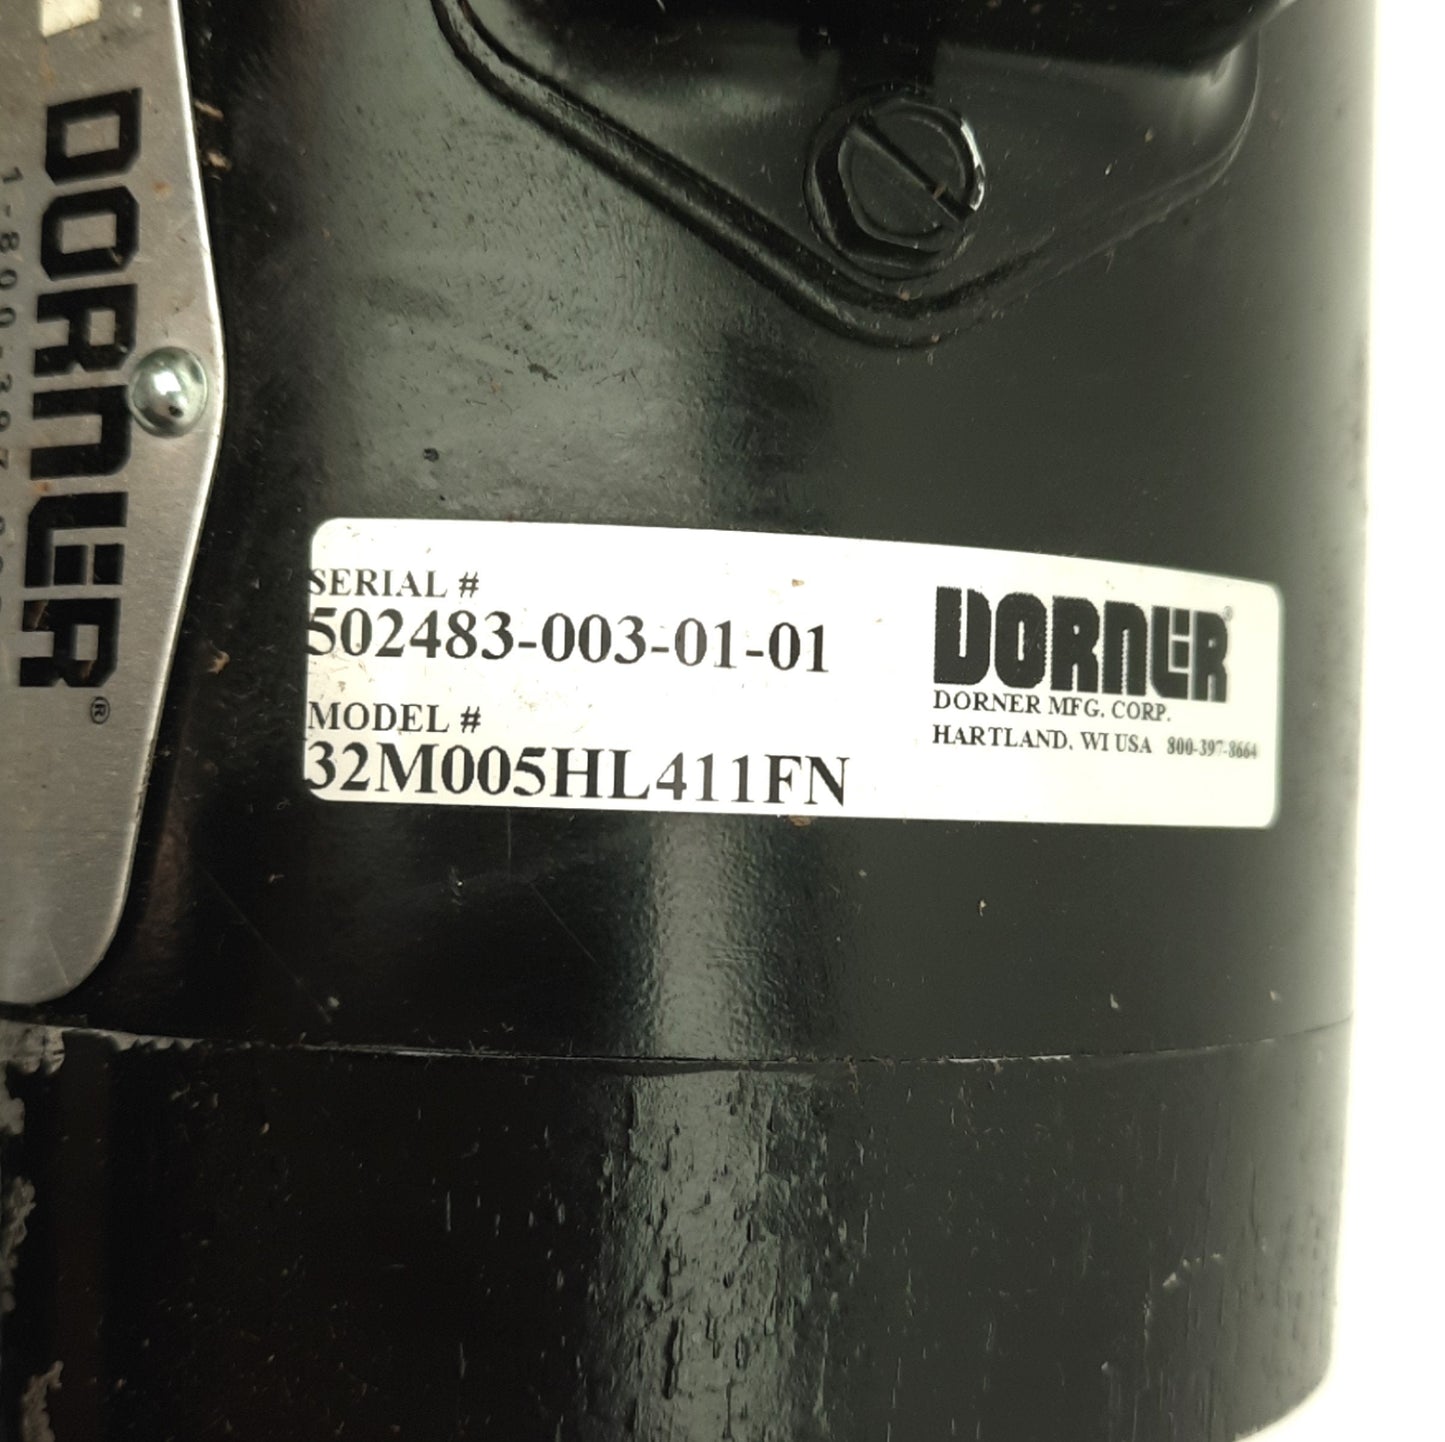 DORNER®
SERIAL #
502483-003-01-01
MODEL #
32M005HL411FN
DORNER®
DORNER MFG. CORP.
HARTLAND, WI USA 800-397-8664